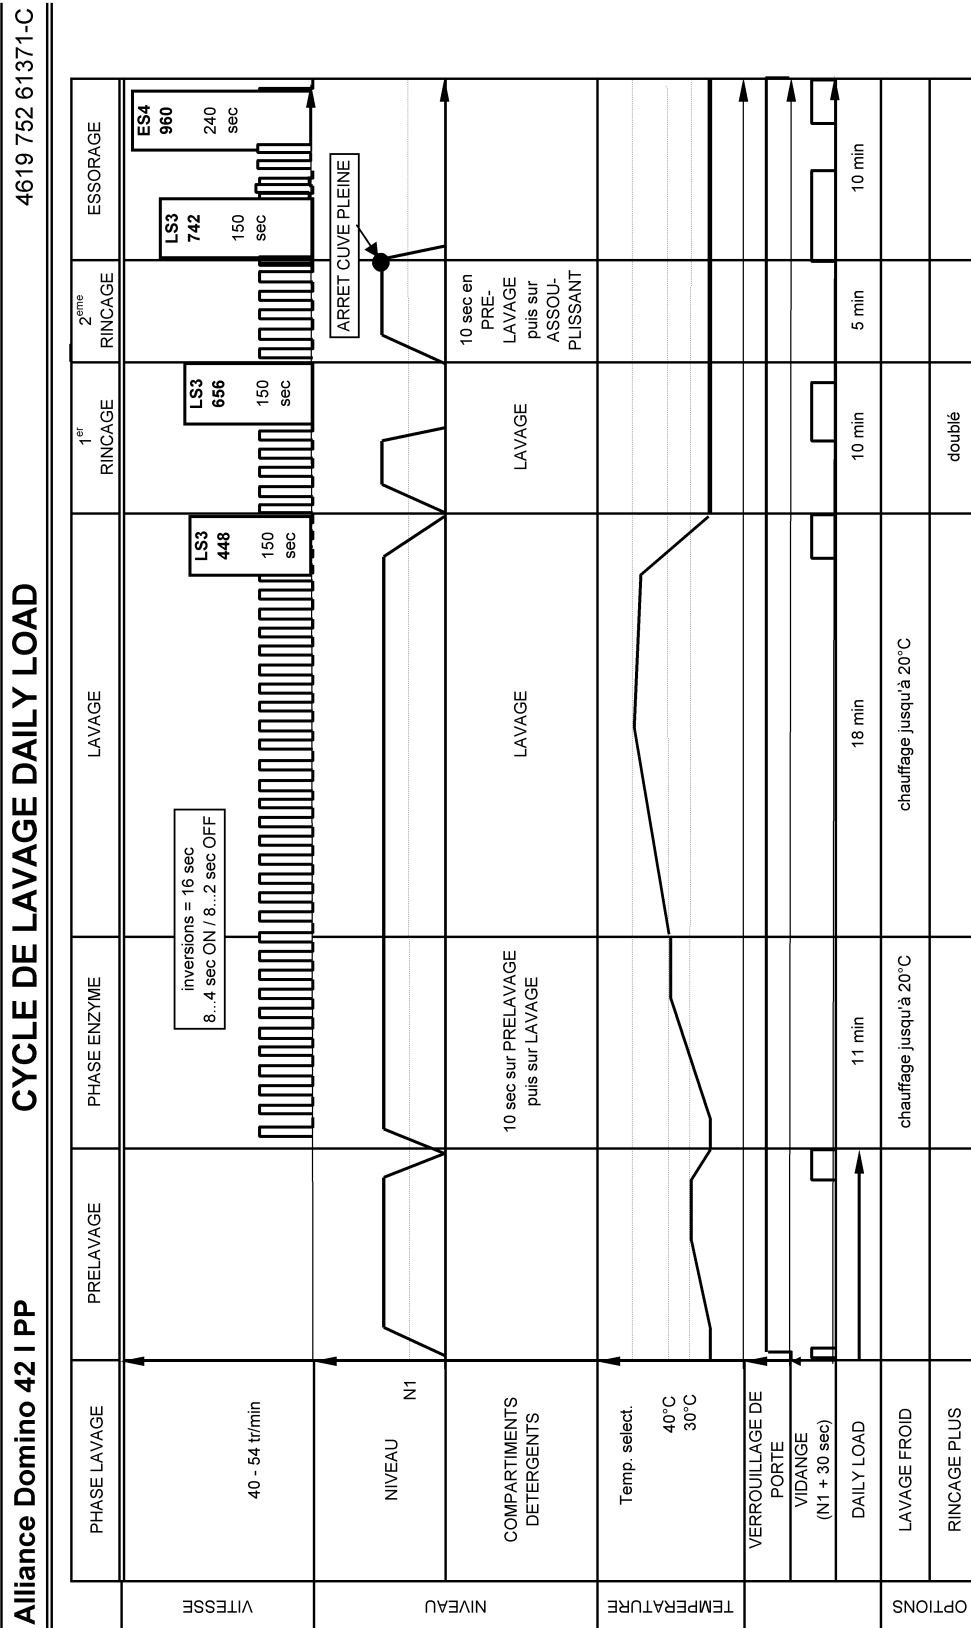 Alliance Domino 42 I PP
CYCLE DE LAVAGE DAILY LOAD
4619 752 61371-C
PHASE LAVAGE
PRELAVAGE
PHASE ENZYME
LAVAGE
1er
RINCAGE
2eme
RINCAGE
ESSORAGE
VITESSE
40 - 54 tr/min
inversions = 16 sec
8...4 sec ON / 8...2 sec OFF
LS3
448
150
sec
LS3
656
150
sec
LS3
742
150
sec
ES4
960
240
sec
NIVEAU
NIVEAU
N1
ARRET CUVE PLEINE
COMPARTIMENTS
DETERGENTS
10 sec sur PRELAVAGE
puis sur LAVAGE
LAVAGE
LAVAGE
10 sec en
PRE-
LAVAGE
puis sur
ASSOU-
PLISSANT
TEMPERATURE
Temp. select.
40°C
30°C
VERROUILLAGE DE
PORTE
VIDANGE
(N1 + 30 sec)
DAILY LOAD
11 min
18 min
10 min
5 min
10 min
OPTIONS
LAVAGE FROID
chauffage jusqu'à 20°C
chauffage jusqu'à 20°C
RINCAGE PLUS
doublé